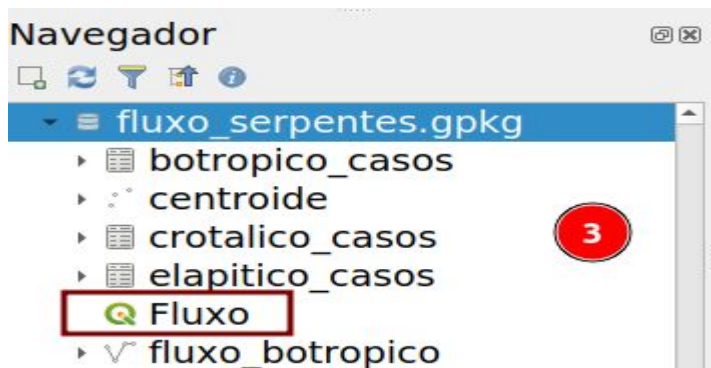 Navegador
fluxo_serpentes.gpkg
botropico_casos
centroide
crotalico_casos
3
elapitico_casos
Fluxo
fluxo_botropico